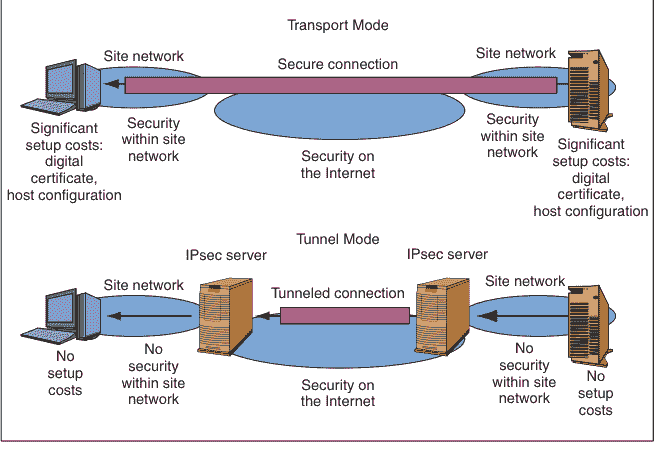 Transport Mode
Site network
Secure connection
Site network
Significant
setup costs:
digital
certificate,
host configuration
Security
within site
network
Security on
the Internet
Security
within site
network
Significant
setup costs:
digital
certificate,
host configuration
Tunnel Mode
IPsec server
IPsec server
Site network
Tunneled connection
Site network
No
setup
costs
No
security
within site
network
Security on
the Internet
No
security
within site
network
No
setup
costs